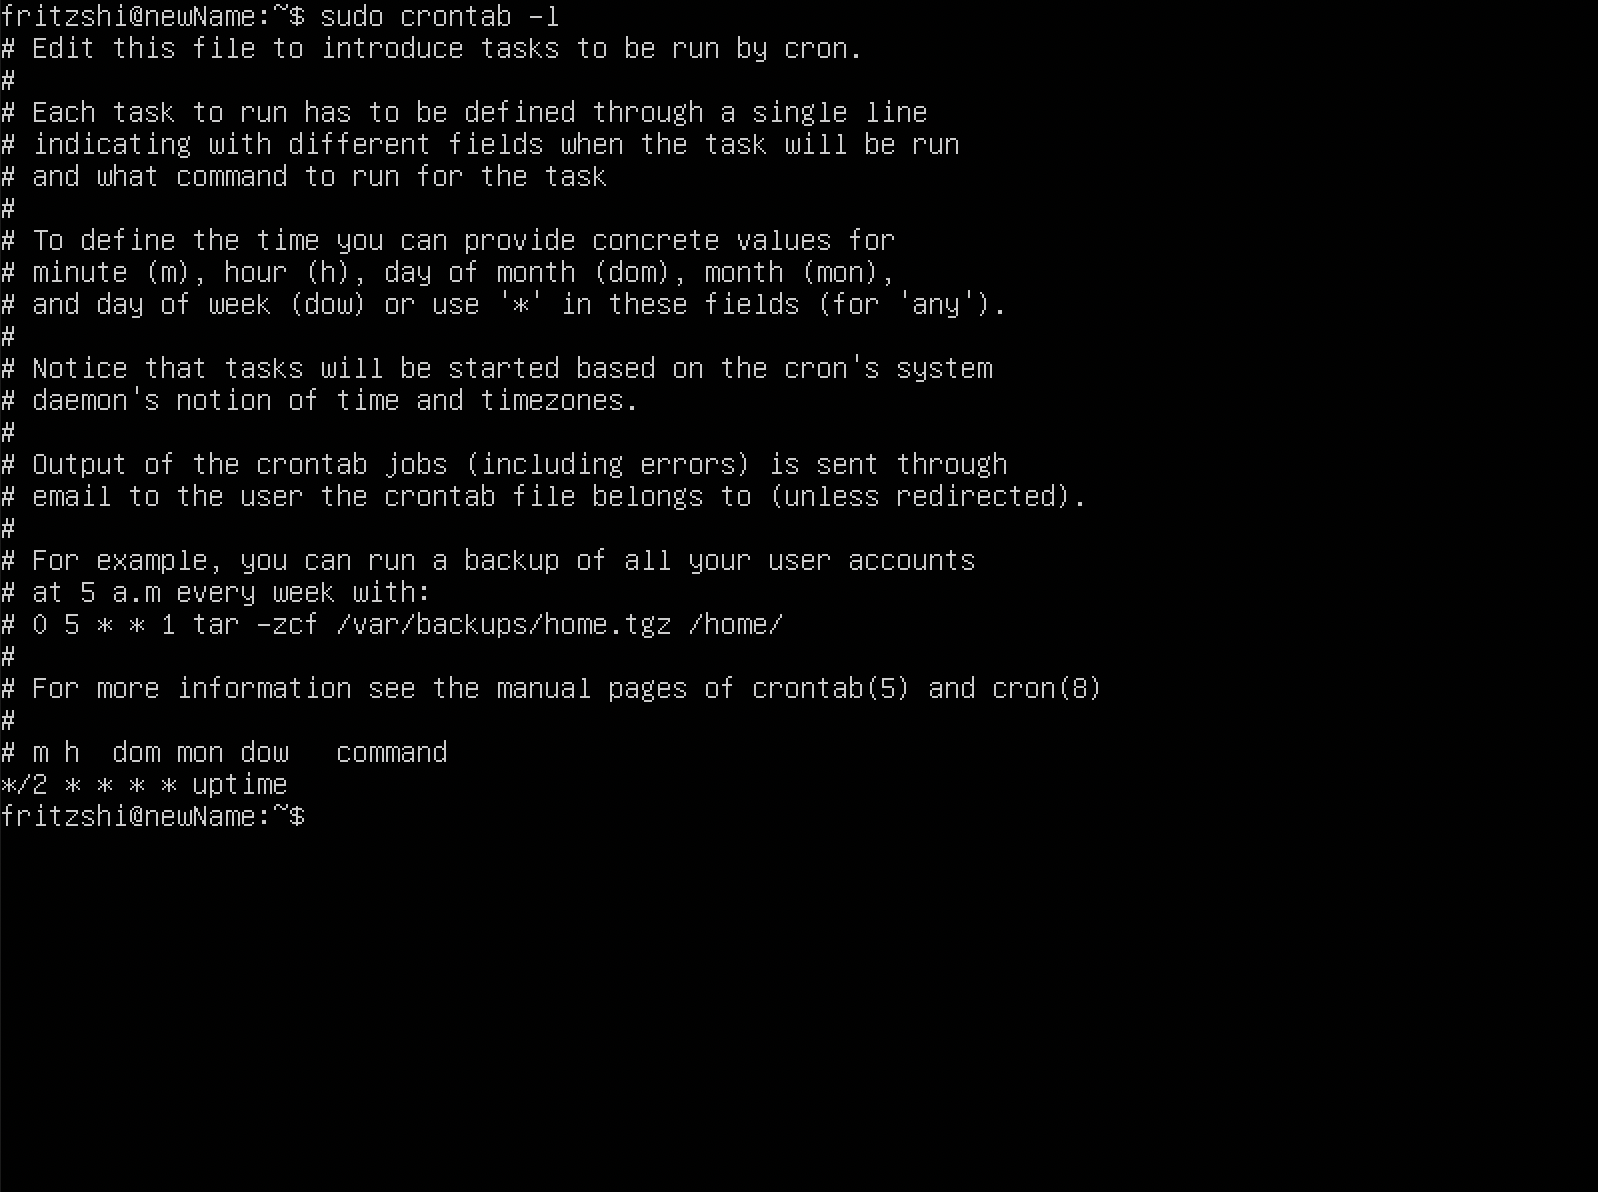 fritzshi@newName:~$ sudo crontab -l
# Edit this file to introduce tasks to be run by cron.
#
# Each task to run has to be defined through a single line
# indicating with different fields when the task will be run
# and what command to run for the task
#
# To define the time you can provide concrete values for
# minute (m), hour (h), day of month (dom), month (mon),
# and day of week (dow) or use '*' in these fields (for 'any').
#
# Notice that tasks will be started based on the cron's system
# daemon's notion of time and timezones.
#
# Output of the crontab jobs (including errors) is sent through
# email to the user the crontab file belongs to (unless redirected).
#
# For example, you can run a backup of all your user accounts
# at 5 a.m every week with:
# 0 5 * * 1 tar -zcf /var/backups/home.tgz /home/
#
# For more information see the manual pages of crontab(5) and cron(8)
#
# m h  dom mon dow   command
*/2 * * * * uptime
fritzshi@newName:~$